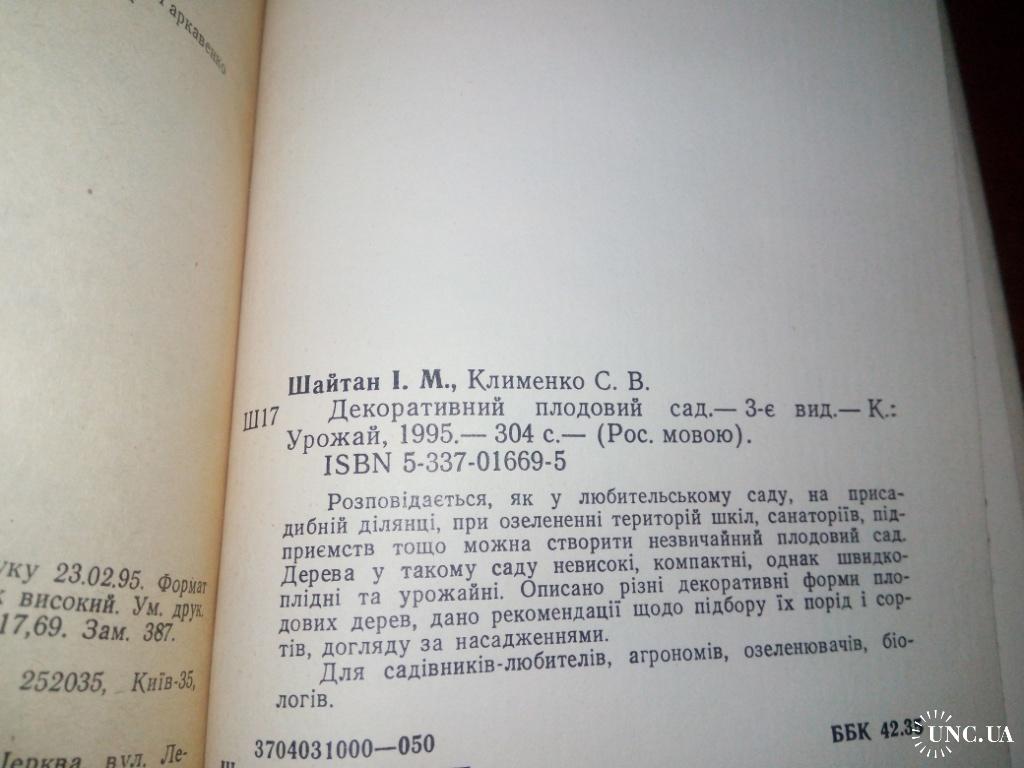 аркавенко
уку 23.02.95. Формат
к високий. Ум. друк.
17,69. Зам. 387.
252035, Київ-35,
Церква, вул. Ле-
Шайтан І. М., Клименко С. В.
Ш17 Декоративний плодовий сад.— 3-є вид.— К.:
Урожай, 1995.— 304 с.— (Рос. мовою).
ISBN 5-337-01669-5
Розповідається, як у любительському саду, на приса-
дибній ділянці, при озелененні територій шкіл, санаторіїв, під-
приємств тощо можна створити незвичайний плодовий сад.
Дерева у такому саду невисокі, компактні, однак швидко-
плідні та урожайні. Описано різні декоративні форми пло-
дових дерев, дано рекомендації щодо підбору їх порід і сор-
тів, догляду за насадженнями.
Для садівників-любителів, агрономів, озеленювачів, біо-
логів.
Ш 3704031000—050
ББК 42.35
UNC.UA